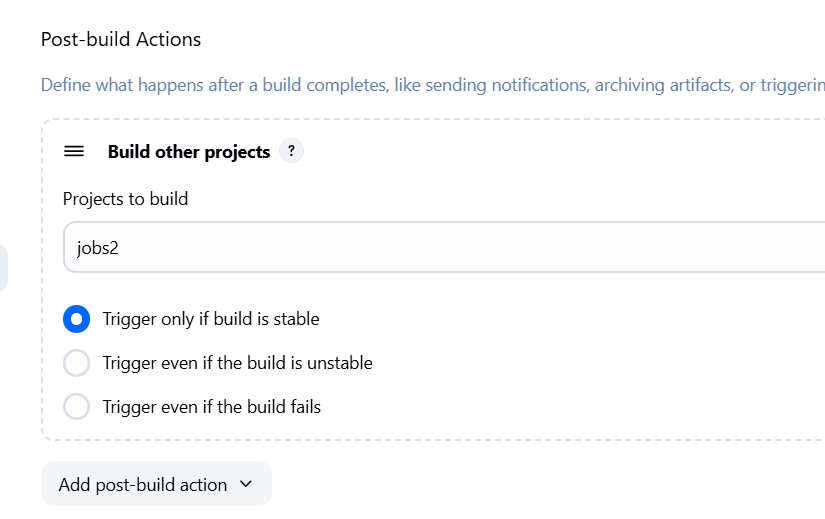 Post-build Actions
Define what happens after a build completes, like sending notifications, archiving artifacts, or triggerin
Build other projects ?
Projects to build
jobs2
Trigger only if build is stable
Trigger even if the build is unstable
Trigger even if the build fails
Add post-build action